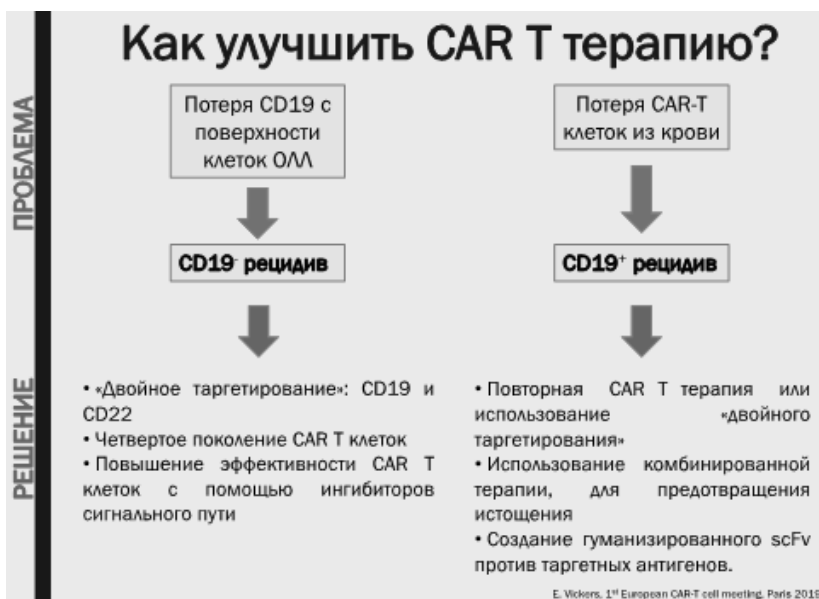 Как улучшить CAR T терапию?
ПРОБЛЕМА
Потеря CD19 с
поверхности
клеток ОЛЛ
CD19⁻ рецидив
Потеря CAR-T
клеток из крови
CD19⁺ рецидив
РЕШЕНИЕ
• «Двойное таргетирование»: CD19 и
CD22
• Четвертое поколение CAR T клеток
• Повышение эффективности CAR T
клеток с помощью ингибиторов
сигнального пути
• Повторная CAR T терапия или
использование «двойного
таргетирования»
• Использование комбинированной
терапии, для предотвращения
истощения
• Создание гуманизированного scFv
против таргетных антигенов.
E. Vickers, 1st European CAR-T cell meeting, Paris 2019